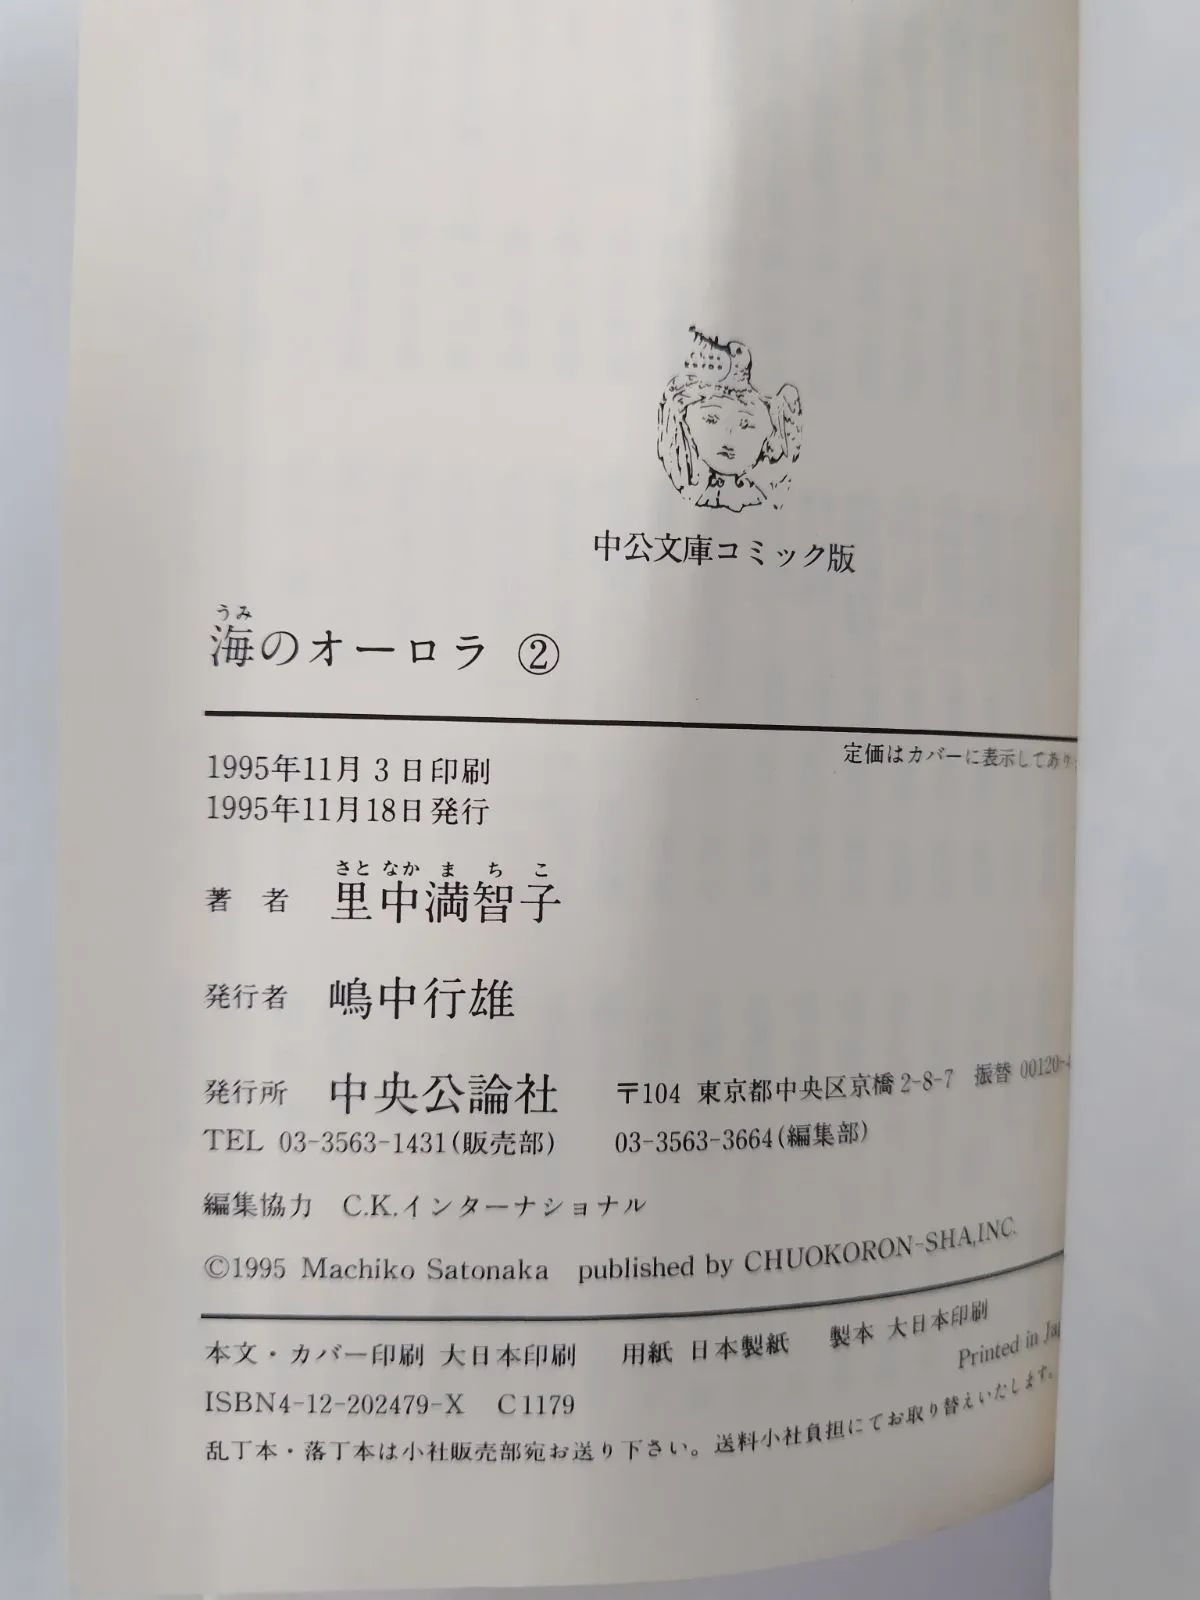 中公文庫コミック版
うみ
海のオーロラ ②
定価はカバーに表示してあり
1995年11月3日印刷
1995年11月18日発行
さとなかまちこ
著者 里中満智子
発行者 嶋中行雄
発行所 中央公論社 〒104 東京都中央区京橋2-8-7 振替 00120-4
TEL 03-3563-1431(販売部) 03-3563-3664(編集部)
編集協力 C.K.インターナショナル
©1995 Machiko Satonaka published by CHUOKORON-SHA,INC.
本文・カバー印刷 大日本印刷 用紙 日本製紙 製本 大日本印刷
Printed in Jap
ISBN4-12-202479-X C1179
乱丁本・落丁本は小社販売部宛お送り下さい。送料小社負担にてお取り替えいたします。